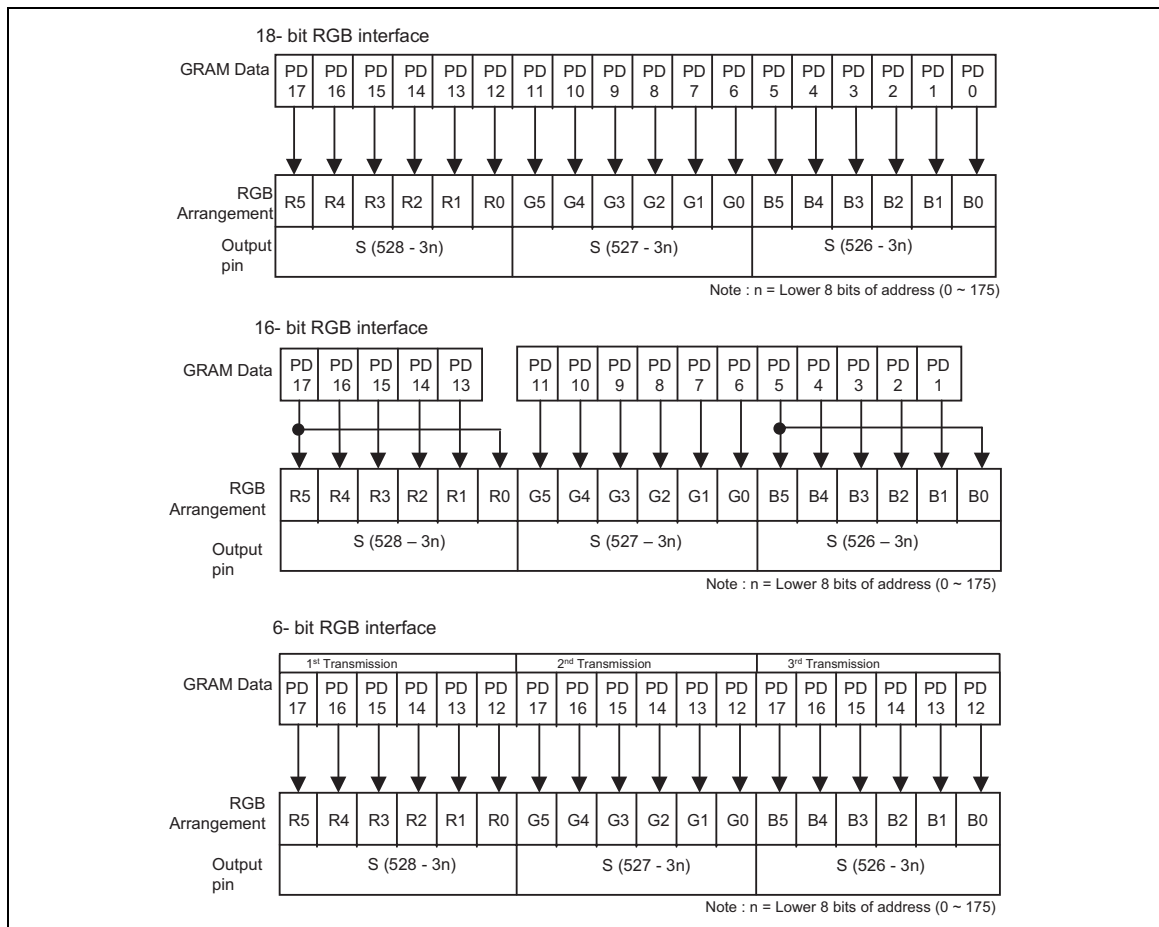 18- bit RGB interface
GRAM Data
PD 17 PD 16 PD 15 PD 14 PD 13 PD 12 PD 11 PD 10 PD 9 PD 8 PD 7 PD 6 PD 5 PD 4 PD 3 PD 2 PD 1 PD 0
RGB
Arrangement
R5 R4 R3 R2 R1 R0 G5 G4 G3 G2 G1 G0 B5 B4 B3 B2 B1 B0
Output
pin
S (528 - 3n) S (527 - 3n) S (526 - 3n)
Note : n = Lower 8 bits of address (0 ~ 175)
16- bit RGB interface
GRAM Data
PD 17 PD 16 PD 15 PD 14 PD 13 PD 11 PD 10 PD 9 PD 8 PD 7 PD 6 PD 5 PD 4 PD 3 PD 2 PD 1
RGB
Arrangement
R5 R4 R3 R2 R1 R0 G5 G4 G3 G2 G1 G0 B5 B4 B3 B2 B1 B0
Output
pin
S (528 – 3n) S (527 – 3n) S (526 – 3n)
Note : n = Lower 8 bits of address (0 ~ 175)
6- bit RGB interface
1st Transmission 2nd Transmission 3rd Transmission
GRAM Data
PD 17 PD 16 PD 15 PD 14 PD 13 PD 12 PD 17 PD 16 PD 15 PD 14 PD 13 PD 12 PD 17 PD 16 PD 15 PD 14 PD 13 PD 12
RGB
Arrangement
R5 R4 R3 R2 R1 R0 G5 G4 G3 G2 G1 G0 B5 B4 B3 B2 B1 B0
Output
pin
S (528 - 3n) S (527 - 3n) S (526 - 3n)
Note : n = Lower 8 bits of address (0 ~ 175)